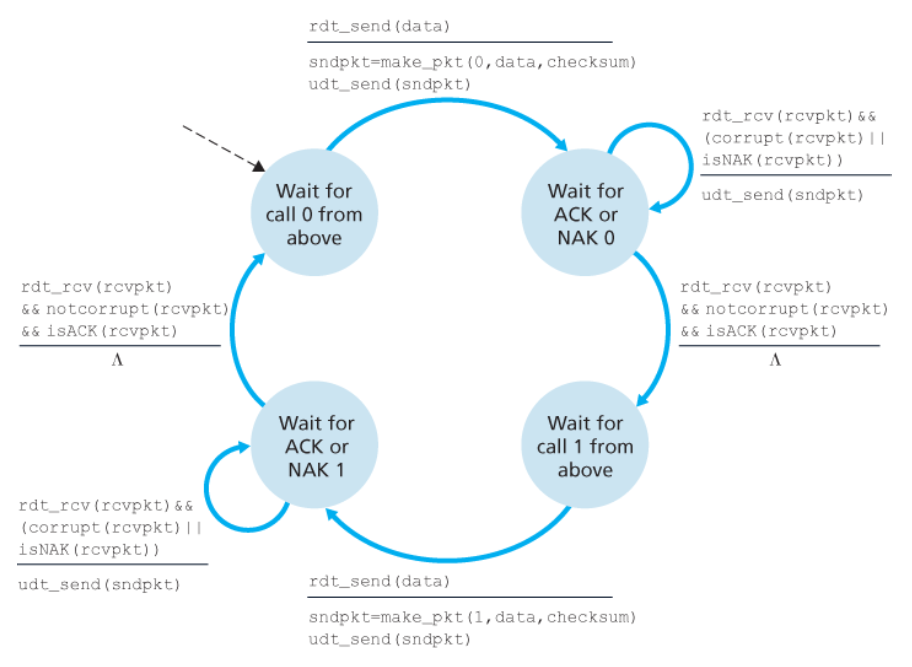 rdt_send(data)
sndpkt=make_pkt(0,data,checksum)
udt_send(sndpkt)
rdt_rcv(rcvpkt)&&
(corrupt(rcvpkt)||
isNAK(rcvpkt))
udt_send(sndpkt)
Wait for
call 0 from
above
Wait for
ACK or
NAK 0
rdt_rcv(rcvpkt)
&& notcorrupt(rcvpkt)
&& isACK(rcvpkt)
Λ
rdt_rcv(rcvpkt)
&& notcorrupt(rcvpkt)
&& isACK(rcvpkt)
Λ
Wait for
ACK or
NAK 1
Wait for
call 1 from
above
rdt_rcv(rcvpkt)&&
(corrupt(rcvpkt)||
isNAK(rcvpkt))
udt_send(sndpkt)
rdt_send(data)
sndpkt=make_pkt(1,data,checksum)
udt_send(sndpkt)